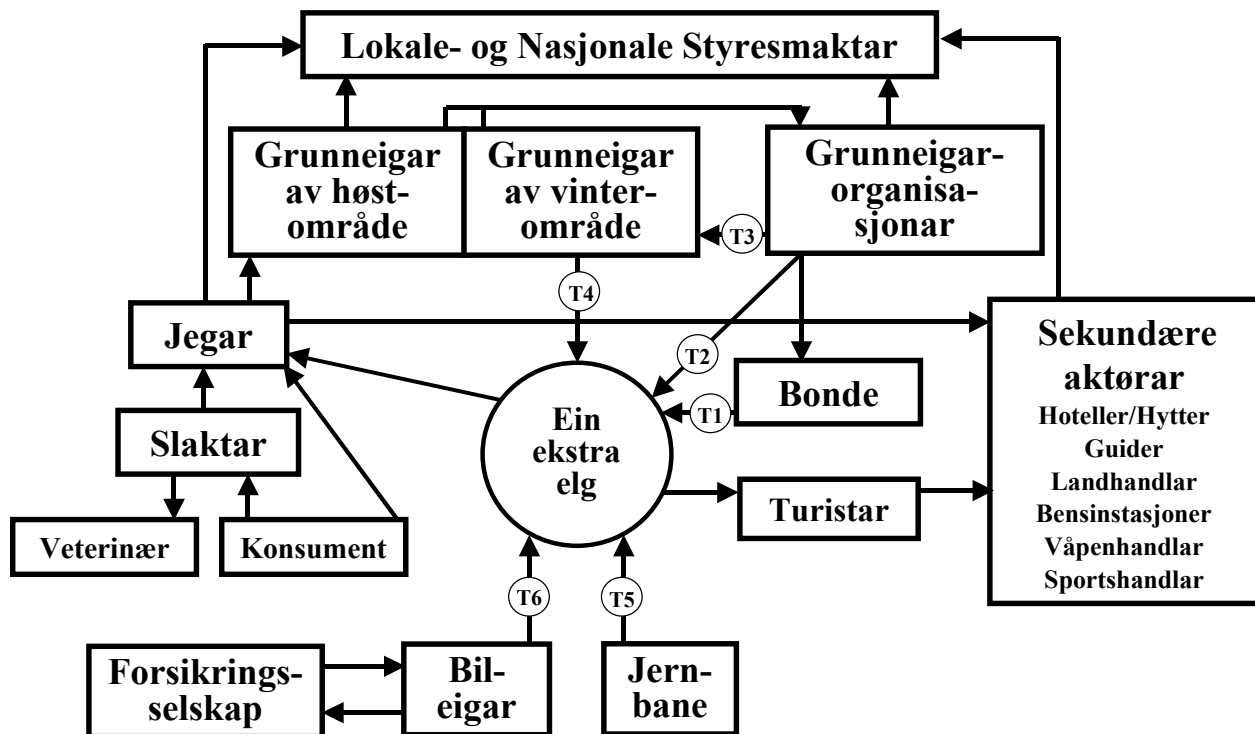 Lokale- og Nasjonale Styresmaktar
Grunneigar
av høst-
område
Grunneigar
av vinter-
område
Grunneigar-
organisa-
sjonar
T3
T4
Jegar
T2
Sekundære
aktørar
Hoteller/Hytter
Guider
Landhandlar
Bensinstasjoner
Våpenhandlar
Sportshandlar
Bonde
T1
Ein
ekstra
elg
Slaktar
Turistar
Veterinær
Konsument
T6
T5
Forsikrings-
selskap
Bil-
eigar
Jern-
bane